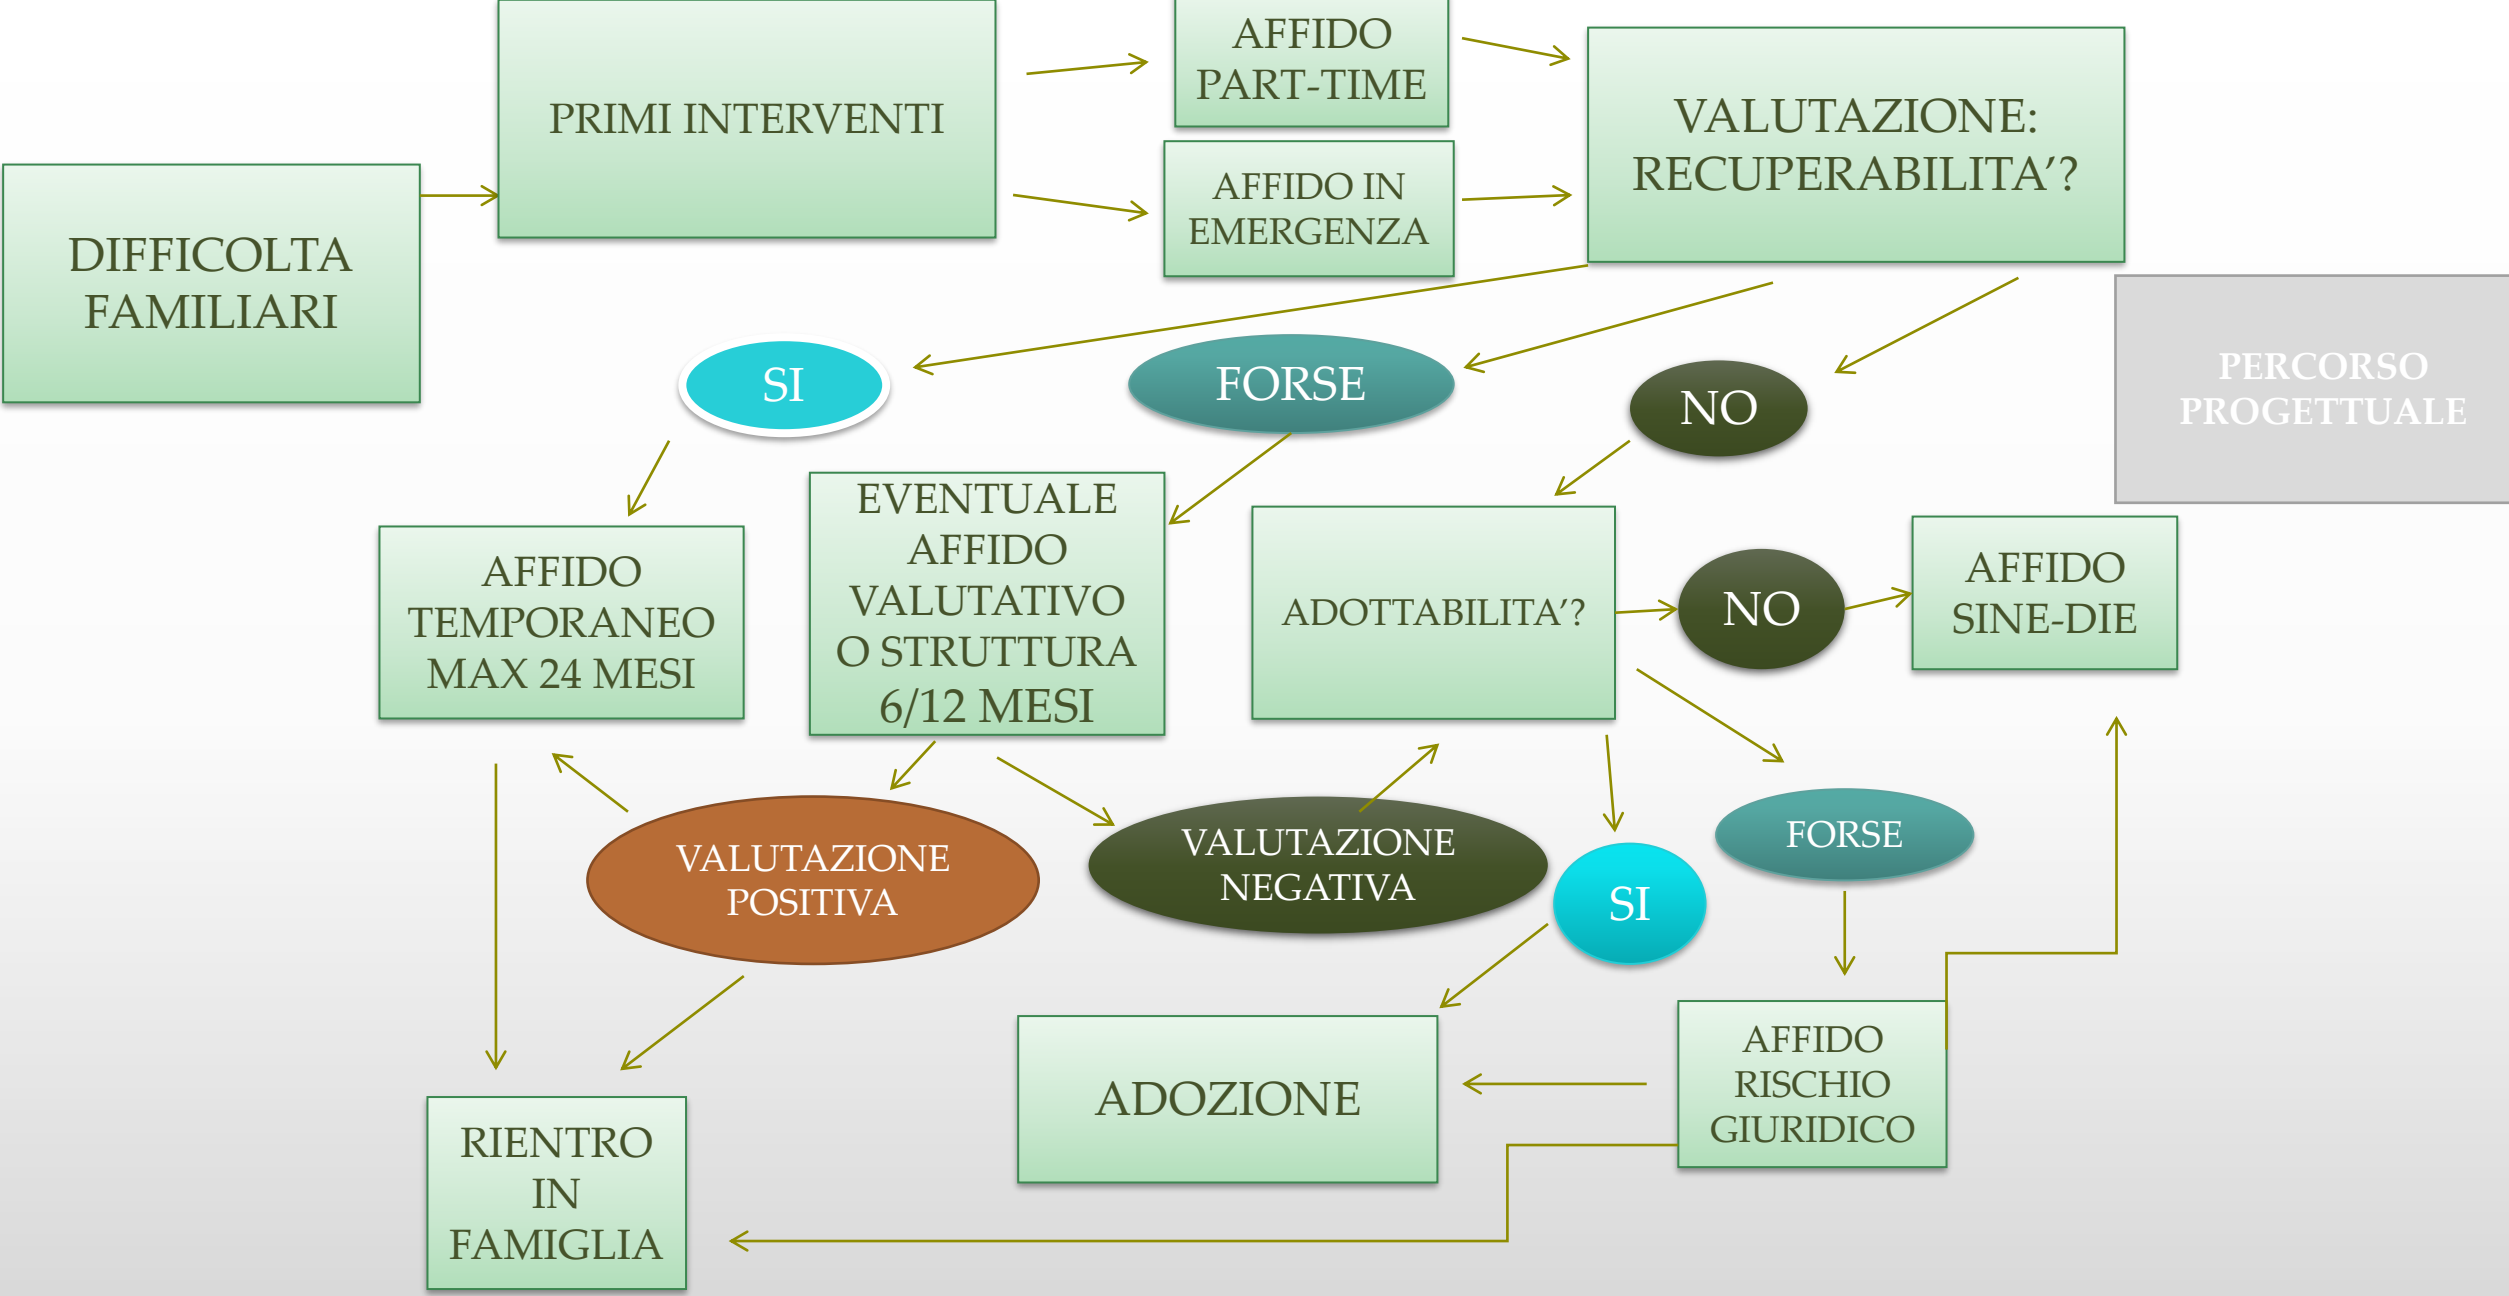 PRIMI INTERVENTI
AFFIDO
PART-TIME
VALUTAZIONE:
RECUPERABILITA’?
AFFIDO IN
EMERGENZA
DIFFICOLTA
FAMILIARI
SI
FORSE
NO
PERCORSO
PROGETTUALE
AFFIDO
TEMPORANEO
MAX 24 MESI
EVENTUALE
AFFIDO
VALUTATIVO
O STRUTTURA
6/12 MESI
ADOTTABILITA’?
NO
AFFIDO
SINE-DIE
VALUTAZIONE
POSITIVA
VALUTAZIONE
NEGATIVA
SI
FORSE
ADOZIONE
AFFIDO
RISCHIO
GIURIDICO
RIENTRO
IN
FAMIGLIA